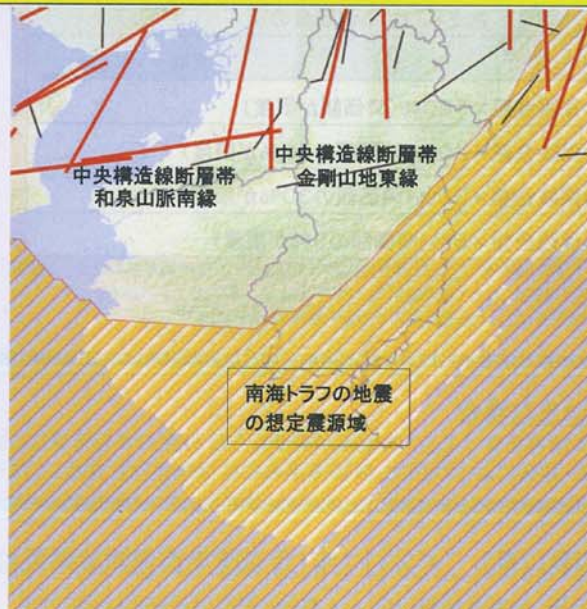 中央構造線断層帯
和泉山脈南縁
中央構造線断層帯
金剛山地東縁
南海トラフの地震
の想定震源域